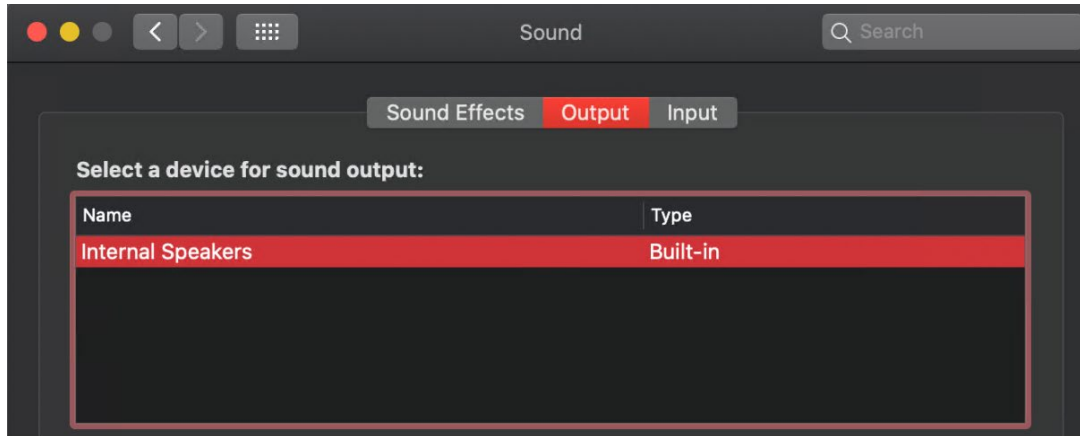 Sound
Search
Sound Effects Output Input
Select a device for sound output:
Name Type
Internal Speakers Built-in